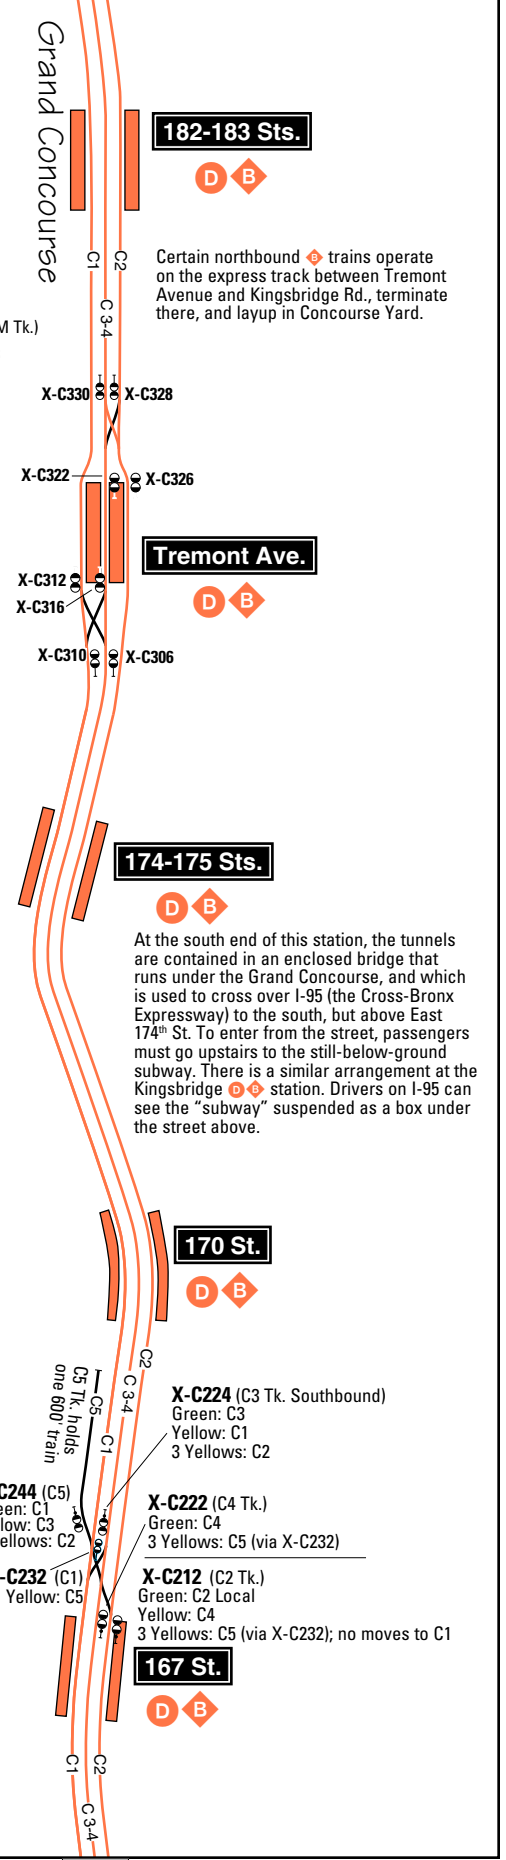 Grand Concourse
182-183 Sts.
D B
C1
C2
Certain northbound B trains operate
on the express track between Tremont
Avenue and Kingsbridge Rd., terminate
there, and layup in Concourse Yard.
C 3-4
M Tk.)
X-C330
X-C328
X-C322
X-C326
Tremont Ave.
D B
X-C312
X-C316
X-C310
X-C306
174-175 Sts.
D B
At the south end of this station, the tunnels
are contained in an enclosed bridge that
runs under the Grand Concourse, and which
is used to cross over I-95 (the Cross-Bronx
Expressway) to the south, but above East
174th St. To enter from the street, passengers
must go upstairs to the still-below-ground
subway. There is a similar arrangement at the
Kingsbridge D B station. Drivers on I-95 can
see the “subway” suspended as a box under
the street above.
170 St.
D B
C2
C 3-4
C1
C5
C5 Tk. holds
one 600' train
X-C224 (C3 Tk. Southbound)
Green: C3
Yellow: C1
3 Yellows: C2
C244 (C5)
een: C1
low: C3
ellows: C2
X-C222 (C4 Tk.)
Green: C4
3 Yellows: C5 (via X-C232)
-C232 (C1)
Yellow: C5
X-C212 (C2 Tk.)
Green: C2 Local
Yellow: C4
3 Yellows: C5 (via X-C232); no moves to C1
167 St.
D B
C1
C2
C 3-4